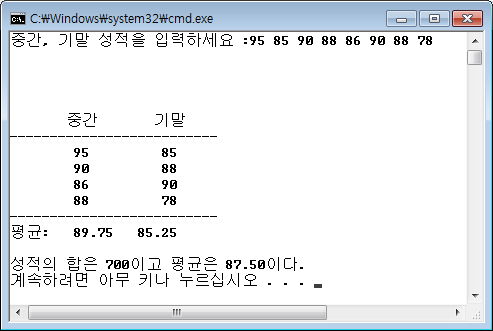 C:\Windows\system32\cmd.exe
중간, 기말 성적을 입력하세요 :95 85 90 88 86 90 88 78
중간 기말
--------------------------
95 85
90 88
86 90
88 78
--------------------------
평균: 89.75 85.25
성적의 합은 700이고 평균은 87.50이다.
계속하려면 아무 키나 누르십시오 . . .